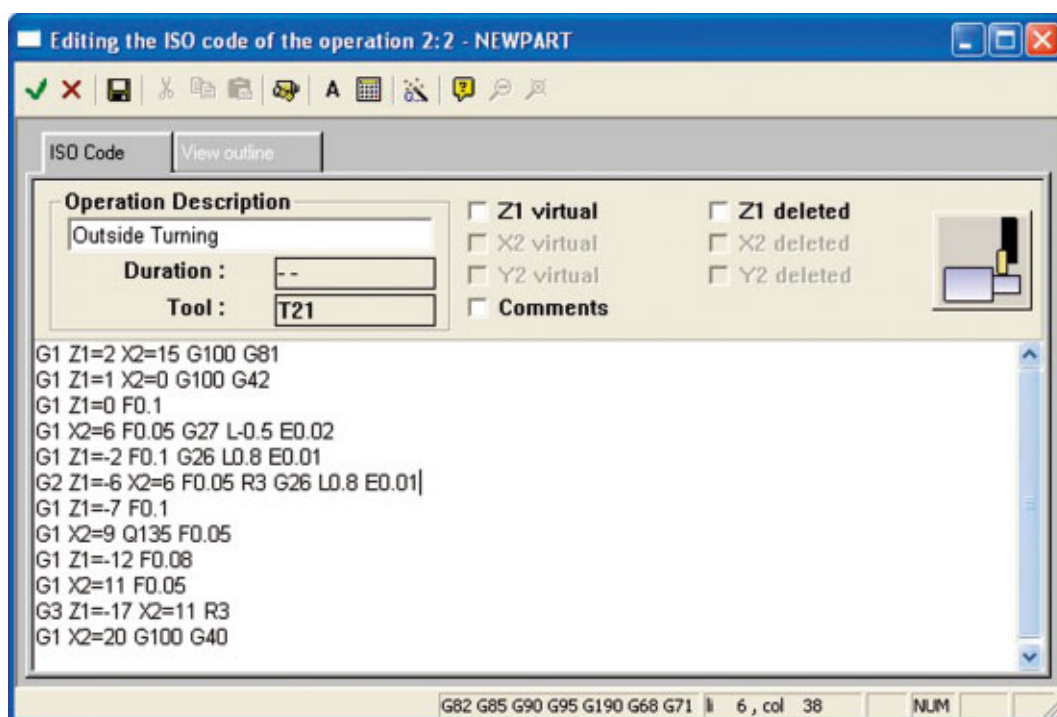 Editing the ISO code of the operation 2:2 - NEWPART
A
ISO Code
View outline
Operation Description
Outside Turning
Duration :
--
Tool :
T21
Z1 virtual
Z1 deleted
X2 virtual
X2 deleted
Y2 virtual
Y2 deleted
Comments
G1 Z1=2 X2=15 G100 G81
G1 Z1=1 X2=0 G100 G42
G1 Z1=0 F0.1
G1 X2=6 F0.05 G27 L-0.5 E0.02
G1 Z1=-2 F0.1 G26 L0.8 E0.01
G2 Z1=-6 X2=6 F0.05 R3 G26 L0.8 E0.01
G1 Z1=-7 F0.1
G1 X2=9 Q135 F0.05
G1 Z1=-12 F0.08
G1 X2=11 F0.05
G3 Z1=-17 X2=11 R3
G1 X2=20 G100 G40
G82 G85 G90 G95 G190 G68 G71 li 6 , col 38 NUM